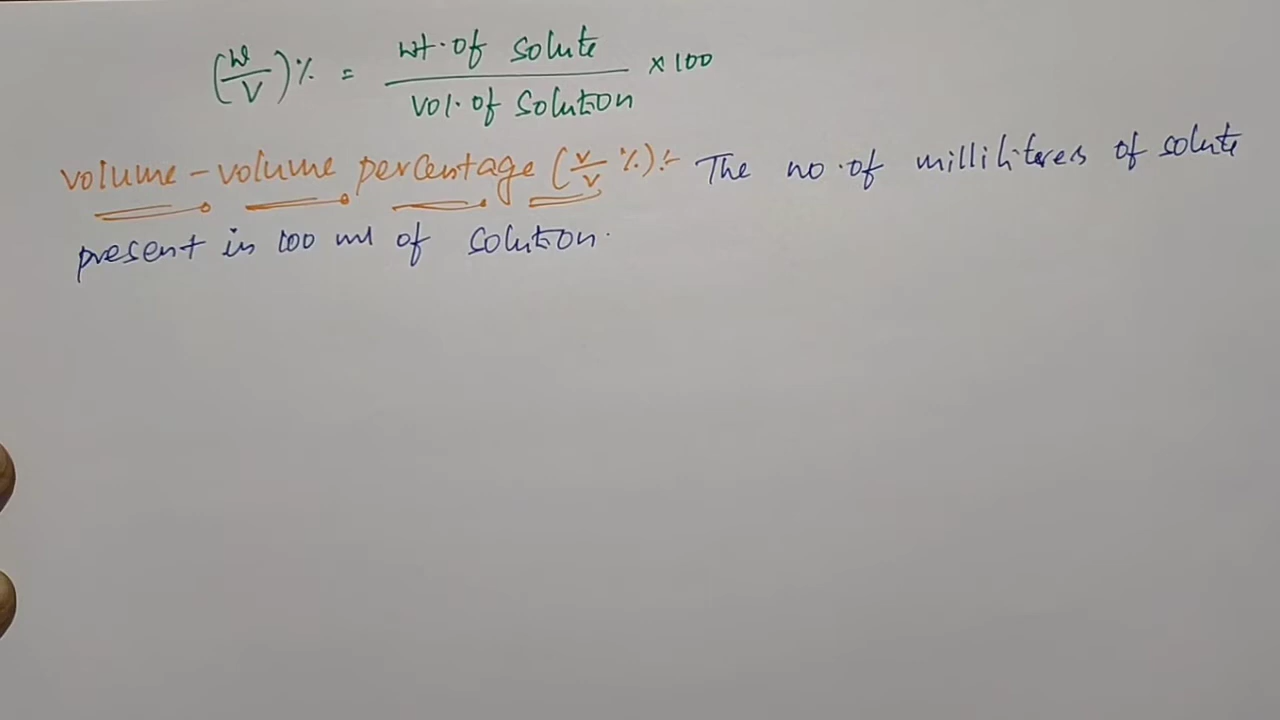 (W/V)% = wt. of solute / vol. of solution × 100
volume - volume percentage (v/v %):- The no. of milliliteres of solute
present in 100 ml of solution.